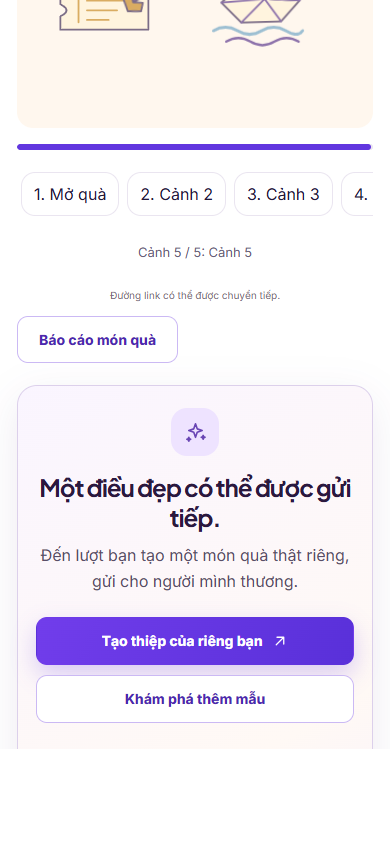 1. Mở quà
2. Cảnh 2
3. Cảnh 3
4.
Cảnh 5 / 5: Cảnh 5
Đường link có thể được chuyển tiếp.
Báo cáo món quà
Một điều đẹp có thể được gửi
tiếp.
Đến lượt bạn tạo một món quà thật riêng,
gửi cho người mình thương.
Tạo thiệp của riêng bạn
Khám phá thêm mẫu